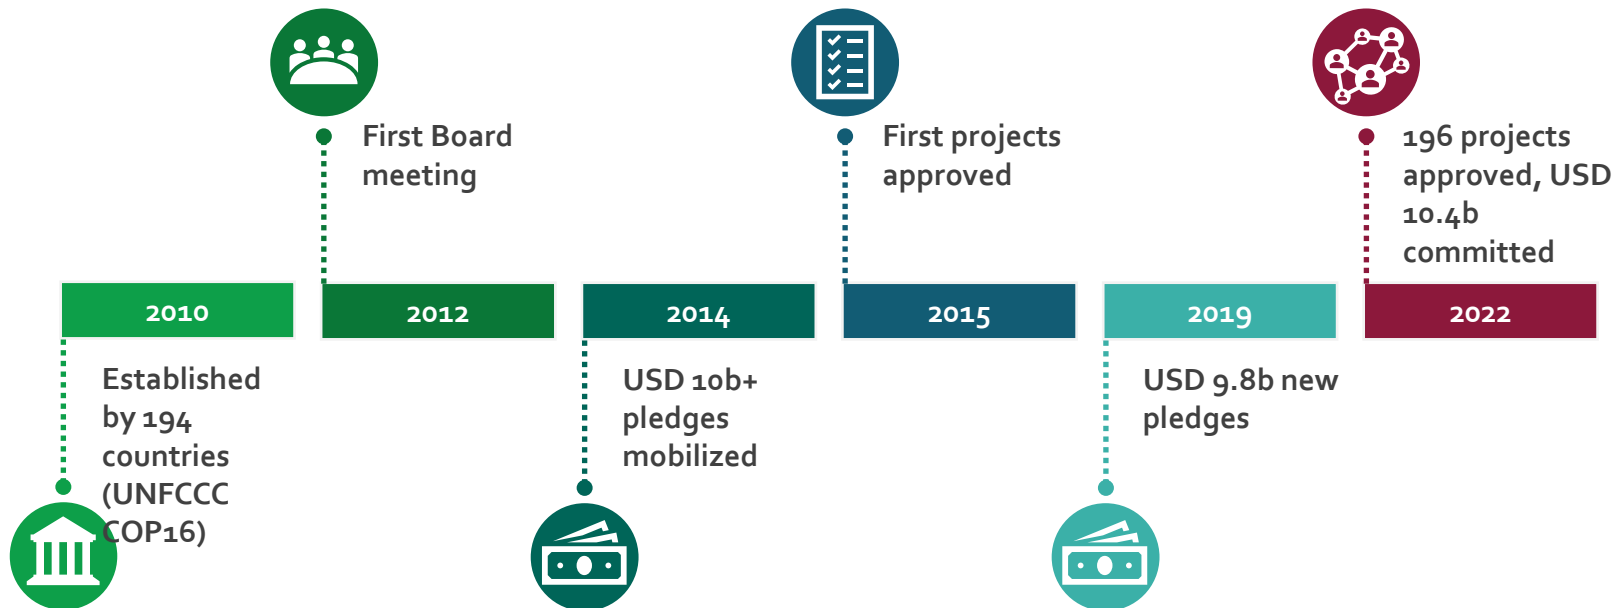 First Board
meeting
First projects
approved
196 projects
approved, USD
10.4b
committed
2010
2012
2014
2015
2019
2022
Established
by 194
countries
(UNFCCC
COP16)
USD 10b+
pledges
mobilized
USD 9.8b new
pledges